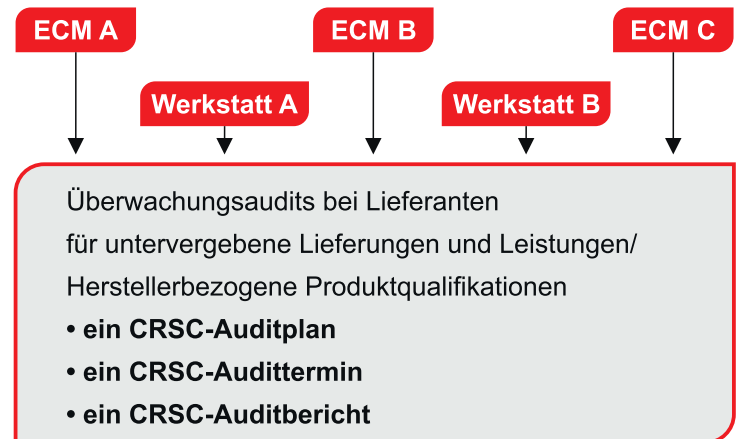 ECM A
ECM B
ECM C
Werkstatt A
Werkstatt B
Überwachungsaudits bei Lieferanten
für untervergebene Lieferungen und Leistungen/
Herstellerbezogene Produktqualifikationen
• ein CRSC-Auditplan
• ein CRSC-Audittermin
• ein CRSC-Auditbericht